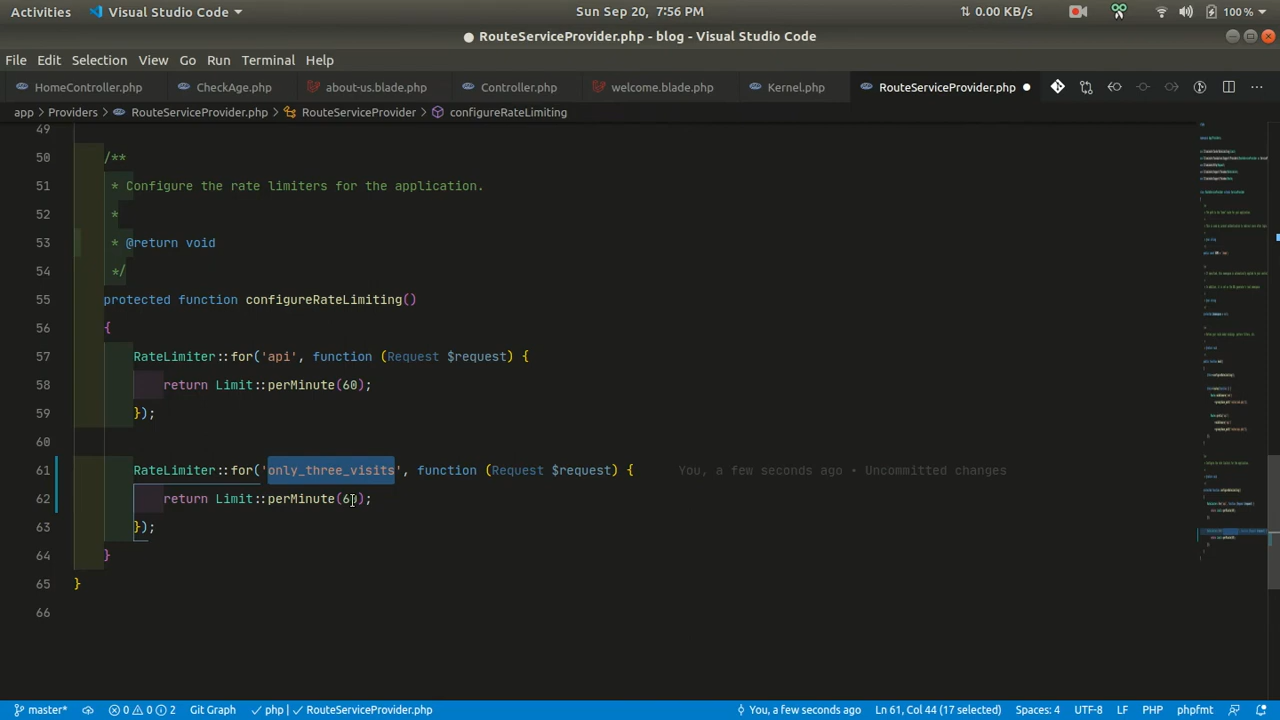 Activities Visual Studio Code Sun Sep 20, 7:56 PM 0.00 KB/s 100%
RouteServiceProvider.php - blog - Visual Studio Code
File Edit Selection View Go Run Terminal Help
HomeController.php CheckAge.php about-us.blade.php Controller.php welcome.blade.php Kernel.php RouteServiceProvider.php
app > Providers > RouteServiceProvider.php > RouteServiceProvider > configureRateLimiting
49
50 /**
51 * Configure the rate limiters for the application.
52 *
53 * @return void
54 */
55 protected function configureRateLimiting()
56 {
57 RateLimiter::for('api', function (Request $request) {
58 return Limit::perMinute(60);
59 });
60
61 RateLimiter::for('only_three_visits', function (Request $request) { You, a few seconds ago • Uncommitted changes
62 return Limit::perMinute(60);
63 });
64 }
65 }
66
master* 0 0 2 Git Graph php | RouteServiceProvider.php You, a few seconds ago Ln 61, Col 44 (17 selected) Spaces: 4 UTF-8 LF PHP phpfmt